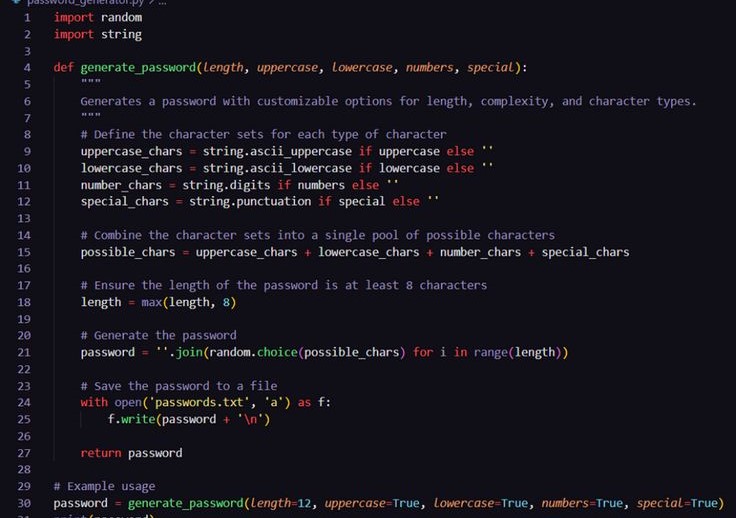 password_generator.py > ...
1 import random
2 import string
3
4 def generate_password(length, uppercase, lowercase, numbers, special):
5     """
6     Generates a password with customizable options for length, complexity, and character types.
7     """
8     # Define the character sets for each type of character
9     uppercase_chars = string.ascii_uppercase if uppercase else ''
10     lowercase_chars = string.ascii_lowercase if lowercase else ''
11     number_chars = string.digits if numbers else ''
12     special_chars = string.punctuation if special else ''
13
14     # Combine the character sets into a single pool of possible characters
15     possible_chars = uppercase_chars + lowercase_chars + number_chars + special_chars
16
17     # Ensure the length of the password is at least 8 characters
18     length = max(length, 8)
19
20     # Generate the password
21     password = ''.join(random.choice(possible_chars) for i in range(length))
22
23     # Save the password to a file
24     with open('passwords.txt', 'a') as f:
25         f.write(password + '\n')
26
27     return password
28
29 # Example usage
30 password = generate_password(length=12, uppercase=True, lowercase=True, numbers=True, special=True)
31 print(password)